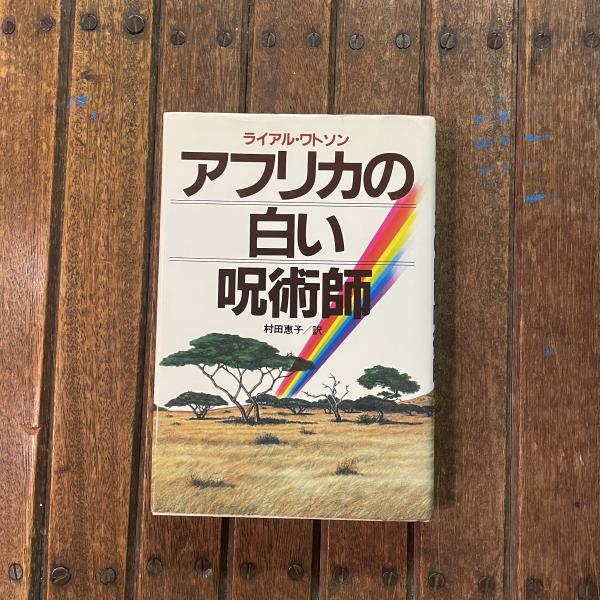 ライアル・ワトソン
アフリカの
白い
呪術師
村田恵子／訳